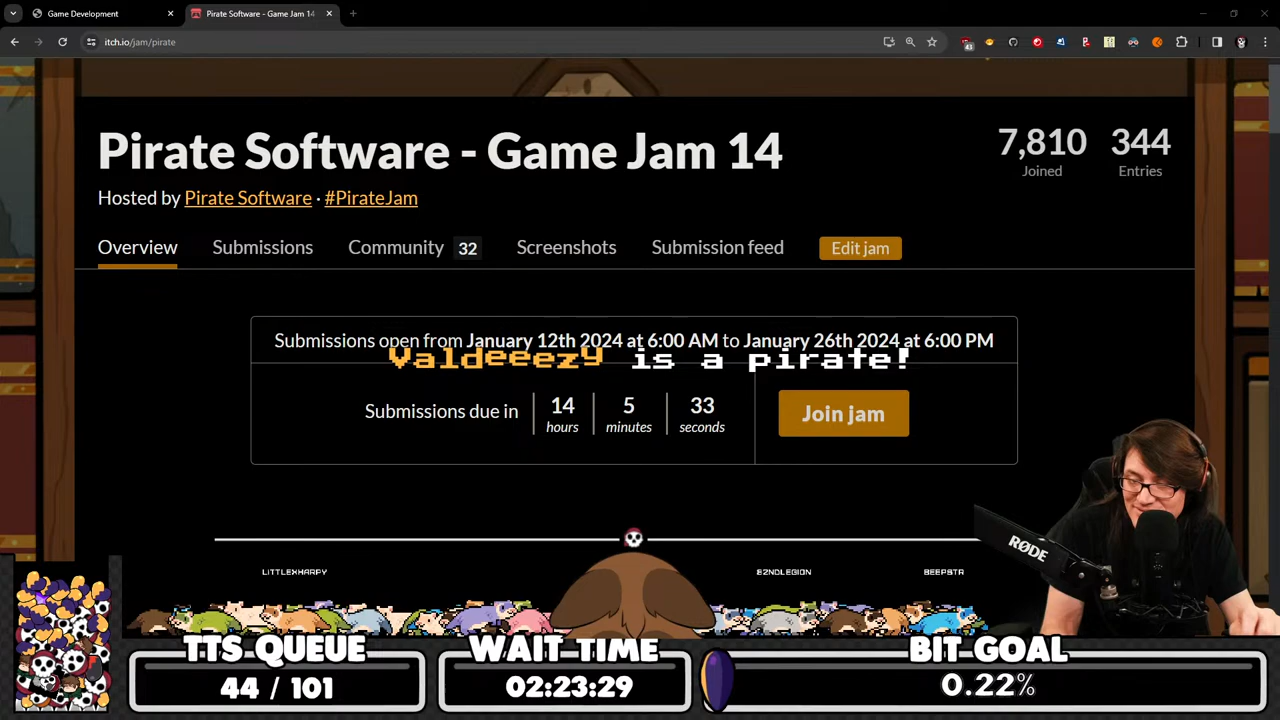 Game Development
Pirate Software - Game Jam 14
itch.io/jam/pirate
43
Pirate Software - Game Jam 14
7,810
344
Joined
Entries
Hosted by Pirate Software · #PirateJam
Overview
Submissions
Community 32
Screenshots
Submission feed
Edit jam
Submissions open from January 12th 2024 at 6:00 AM to January 26th 2024 at 6:00 PM
Valdeeezy is a pirate!
Submissions due in
14
5
33
hours
minutes
seconds
Join jam
RØDE
LITTLEXHARPY
BEEPSTR
TTS QUEUE
WAIT TIME
BIT GOAL
44 / 101
02:23:29
0.22%